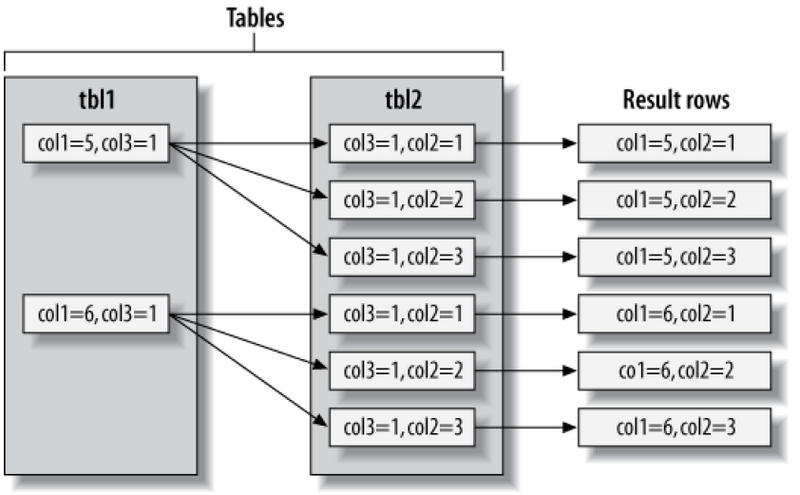 Tables
tbl1
tbl2
Result rows
col1=5, col3=1
col3=1, col2=1
col1=5, col2=1
col3=1, col2=2
col1=5, col2=2
col3=1, col2=3
col1=5, col2=3
col1=6, col3=1
col3=1, col2=1
col1=6, col2=1
col3=1, col2=2
co1=6, col2=2
col3=1, col2=3
col1=6, col2=3